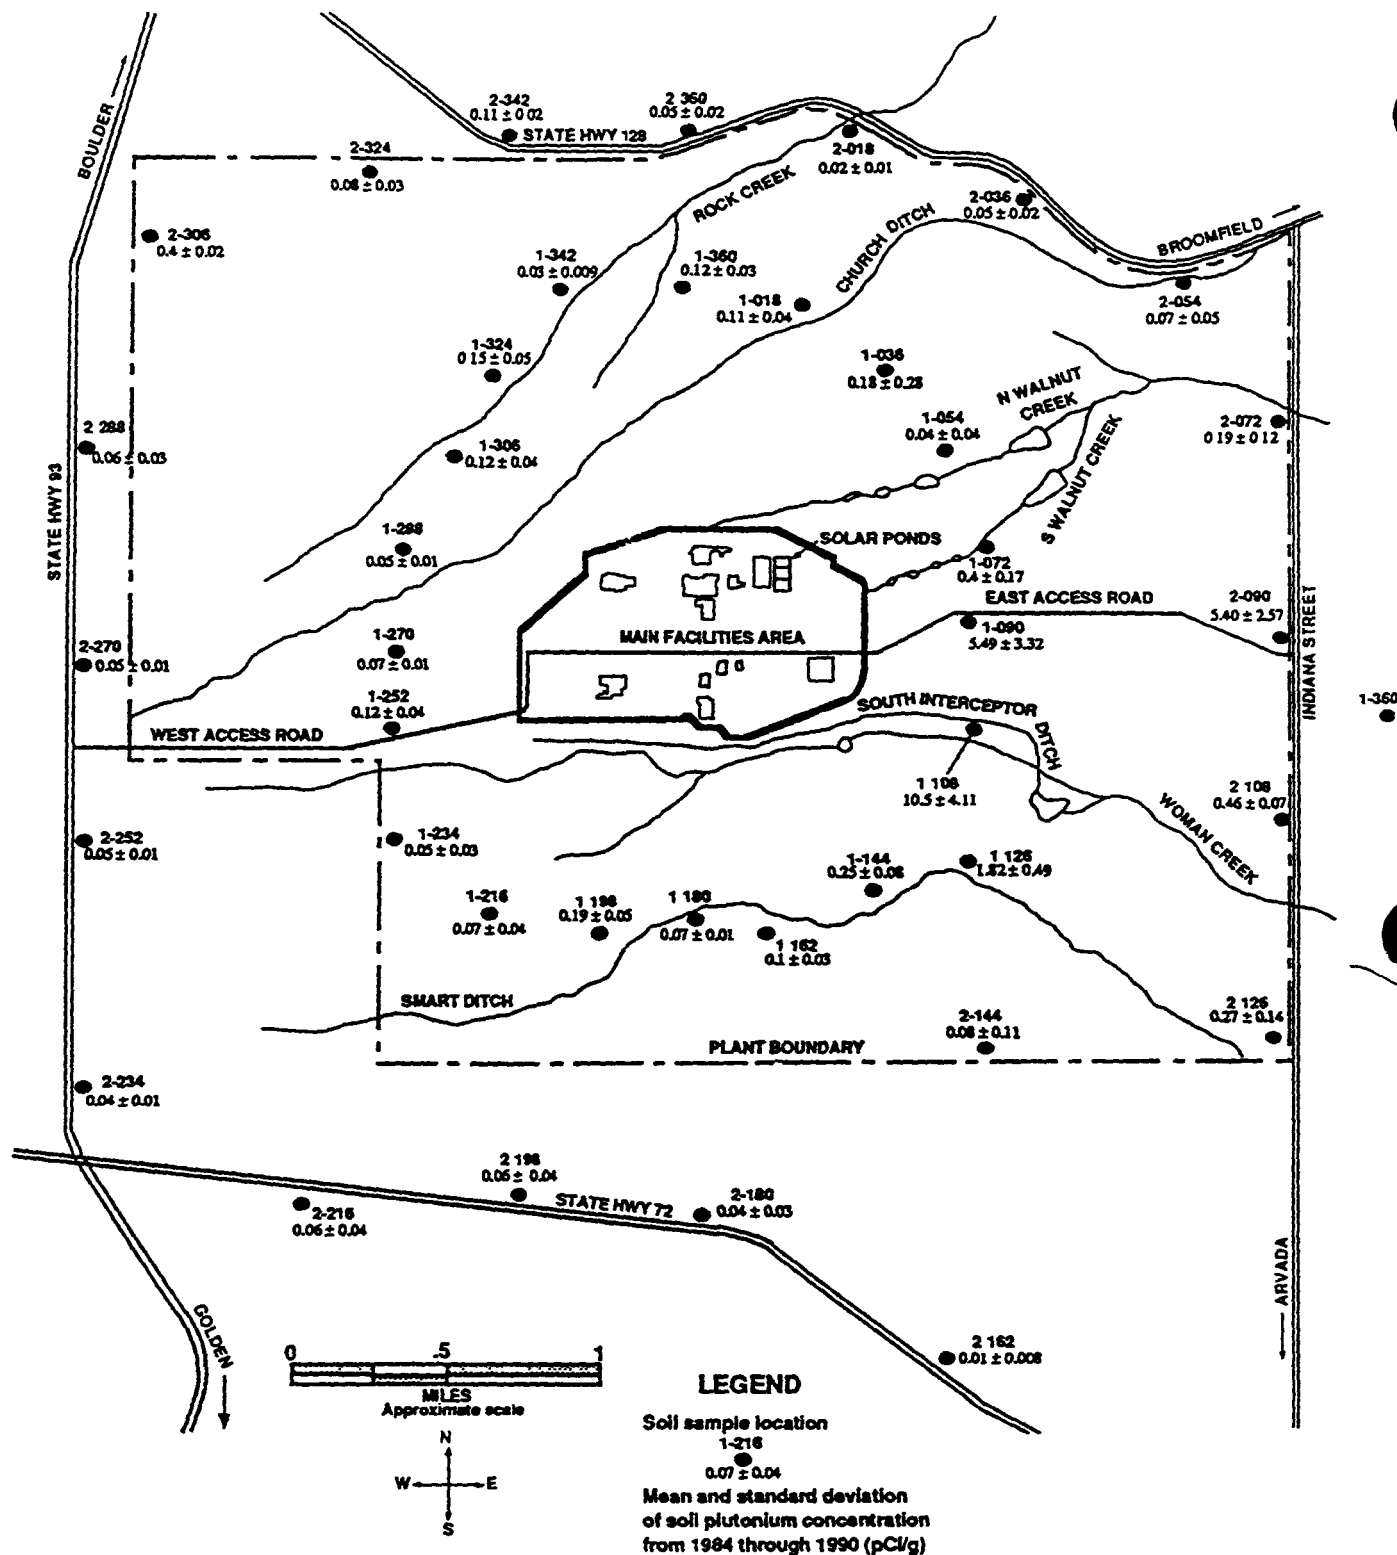 BOULDER
2-342
0.11 ± 0 02
2 360
0.05 ± 0.02
STATE HWY 128
2-324
0.08 ± 0.03
2-018
0.02 ± 0.01
ROCK CREEK
2-036
0.05 ± 0.02
2-306
0.4 ± 0.02
CHURCH DITCH
BROOMFIELD
1-342
0.03 ± 0.009
1-360
0.12 ± 0.03
1-018
0.11 ± 0.04
2-054
0.07 ± 0.05
1-324
0 15 ± 0.05
1-036
0.18 ± 0.28
N WALNUT
CREEK
1-054
0.04 ± 0.04
2-072
0 19 ± 0 12
2 288
0.06 ± 0.03
1-306
0.12 ± 0.04
S WALNUT CREEK
STATE HWY 93
1-288
0.05 ± 0.01
SOLAR PONDS
1-072
0.4 ± 0.17
EAST ACCESS ROAD
2-090
5.40 ± 2.57
INDIANA STREET
1-090
5.49 ± 3.32
MAIN FACILITIES AREA
2-270
0.05 ± 0.01
1-270
0.07 ± 0.01
1-252
0.12 ± 0.04
SOUTH INTERCEPTOR
DITCH
1-360
WEST ACCESS ROAD
1 108
10.5 ± 4.11
2 108
0.46 ± 0.07
WOMAN CREEK
2-252
0.05 ± 0.01
1-234
0.05 ± 0.03
1-144
0.25 ± 0.08
1 126
1.82 ± 0.49
1-216
0.07 ± 0.04
1 198
0.19 ± 0.05
1 180
0.07 ± 0.01
1 162
0.1 ± 0.03
SMART DITCH
2-144
0.08 ± 0.11
2 126
0.27 ± 0.14
PLANT BOUNDARY
2-234
0.04 ± 0.01
2 198
0.05 ± 0.04
2-216
0.06 ± 0.04
STATE HWY 72
2-180
0.04 ± 0.03
ARVADA
GOLDEN
2 162
0.01 ± 0.008
0 .5 1
MILES
Approximate scale
N
W E
S
LEGEND
Soil sample location
1-216
0.07 ± 0.04
Mean and standard deviation
of soil plutonium concentration
from 1984 through 1990 (pCi/g)